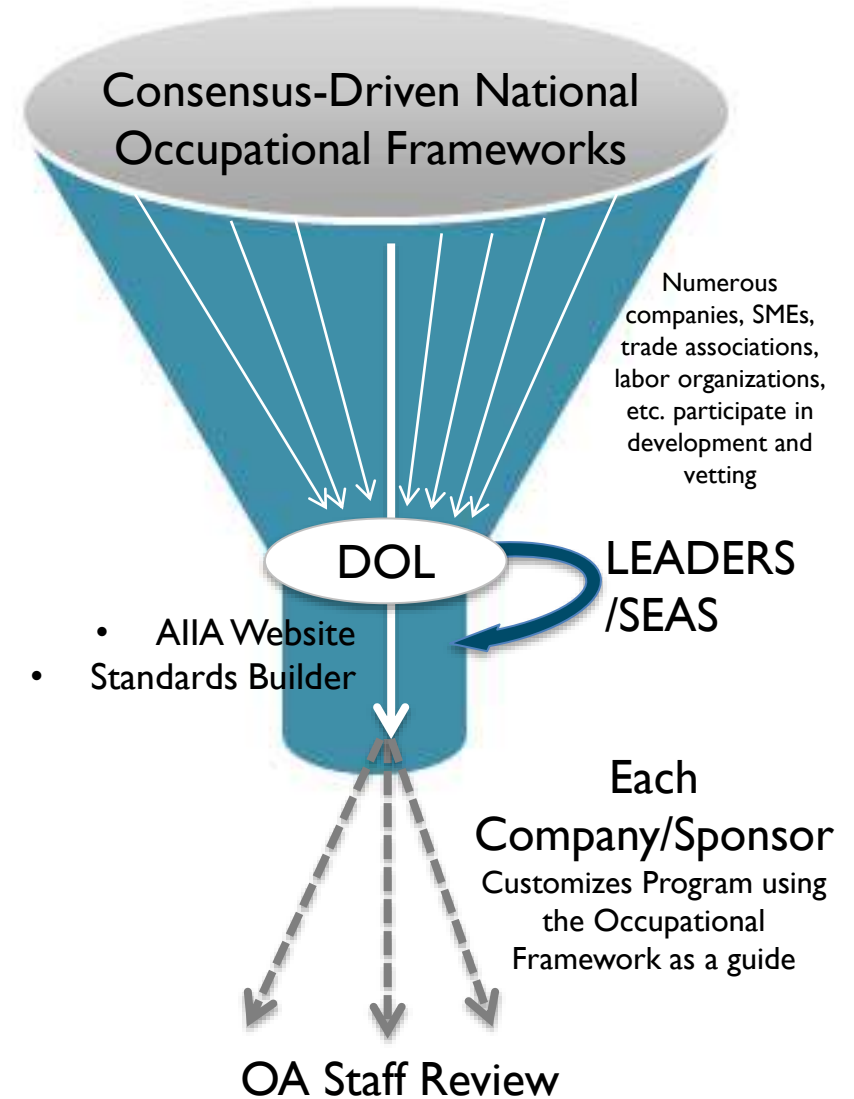 Consensus-Driven National
Occupational Frameworks
Numerous
companies, SMEs,
trade associations,
labor organizations,
etc. participate in
development and
vetting
DOL
LEADERS
/SEAS
• AIIA Website
• Standards Builder
Each
Company/Sponsor
Customizes Program using
the Occupational
Framework as a guide
OA Staff Review